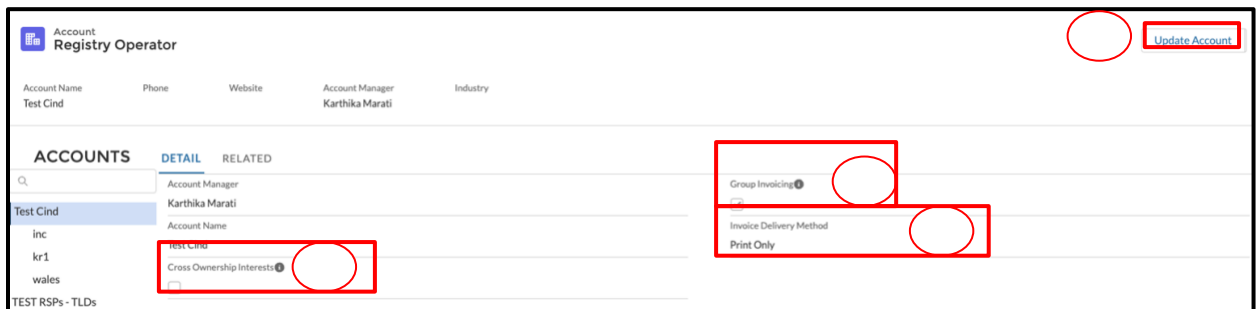 Account
Registry Operator
Update Account
Account Name Phone Website Account Manager Industry
Test Cind Karthika Marati
ACCOUNTS DETAIL RELATED
Account Manager Group Invoicing
Karthika Marati
Test Cind
Account Name Invoice Delivery Method
inc
Test Cind Print Only
kr1
Cross Ownership Interests
wales
TEST RSPs - TLDs